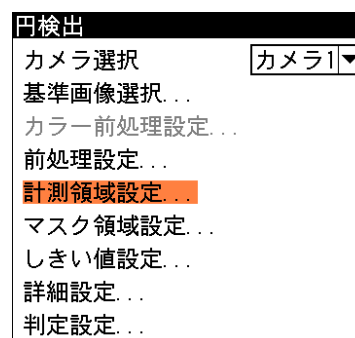 円検出
カメラ選択 カメラ1
基準画像選択...
カラー前処理設定...
前処理設定...
計測領域設定...
マスク領域設定...
しきい値設定...
詳細設定...
判定設定...